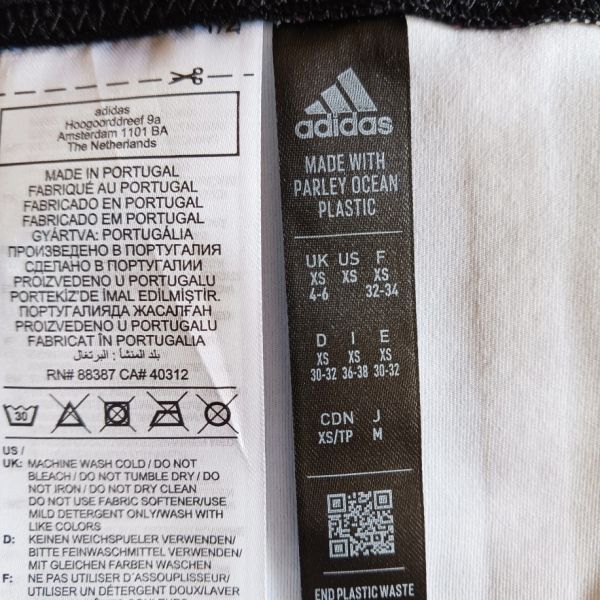 adidas
Hoogoorddreef 9a
Amsterdam 1101 BA
The Netherlands
MADE IN PORTUGAL
FABRIQUÉ AU PORTUGAL
FABRICADO EN PORTUGAL
FABRICADO EM PORTUGAL
GYÁRTVA: PORTUGÁLIA
ПРОИЗВЕДЕНО В ПОРТУГАЛИЯ
СДЕЛАНО В ПОРТУГАЛИИ
PROIZVEDENO U PORTUGALU
PORTEKİZ'DE IMAL EDİLMİŞTİR.
ПОРТУГАЛИЯДА ЖАСАЛҒАН
PROIZVEDENO U PORTUGALU
FABRICAT ÎN PORTUGALIA
بلد المنشأ : البرتغال
RN# 88387 CA# 40312
30
US /
UK: MACHINE WASH COLD / DO NOT
BLEACH / DO NOT TUMBLE DRY / DO
NOT IRON / DO NOT DRY CLEAN
DO NOT USE FABRIC SOFTENER/USE
MILD DETERGENT ONLY/WASH WITH
LIKE COLORS
D: KEINEN WEICHSPUELER VERWENDEN/
BITTE FEINWASCHMITTEL VERWENDEN/
MIT GLEICHEN FARBEN WASCHEN
F: NE PAS UTILISER D'ASSOUPLISSEUR/
UTILISER UN DETERGENT DOUX/LAVER
adidas
MADE WITH
PARLEY OCEAN
PLASTIC
UK US F
XS XS XS
4-6 32-34
D I E
XS XS XS
30-32 36-38 30-32
CDN J
XS/TP M
END PLASTIC WASTE